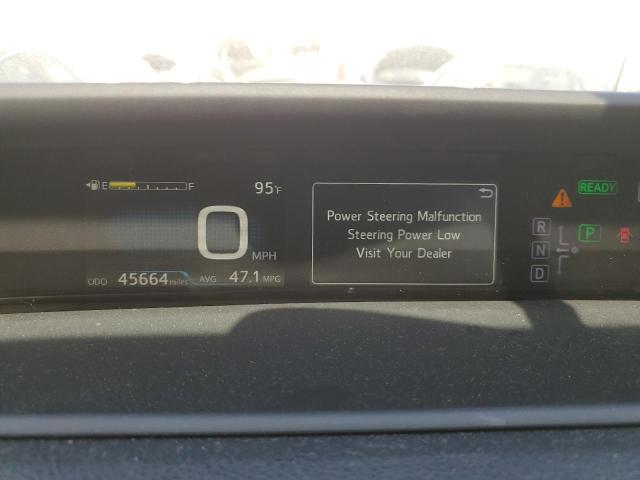 E F 95°F
0 MPH
ODO 45664 miles AVG 47.1 MPG
Power Steering Malfunction
Steering Power Low
Visit Your Dealer
READY
R
P
N
D